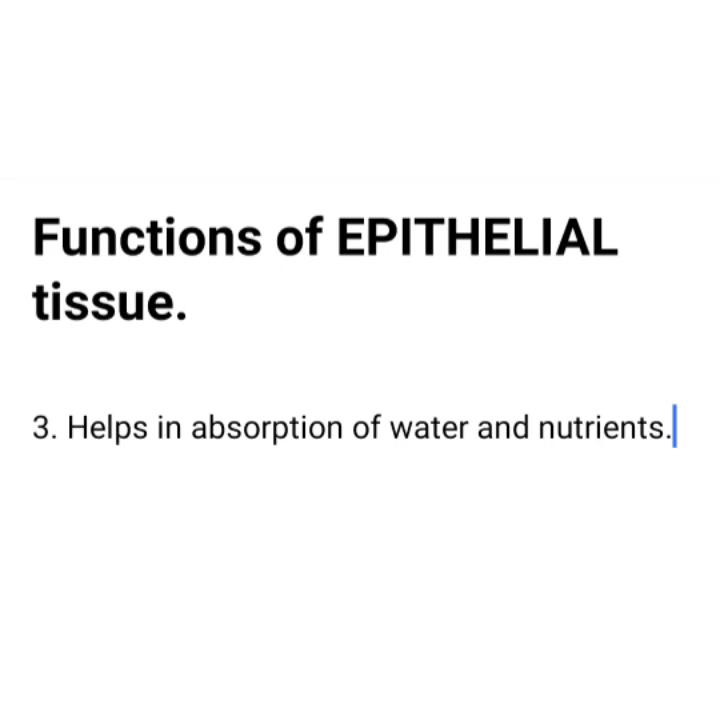 Functions of EPITHELIAL
tissue.
3. Helps in absorption of water and nutrients.